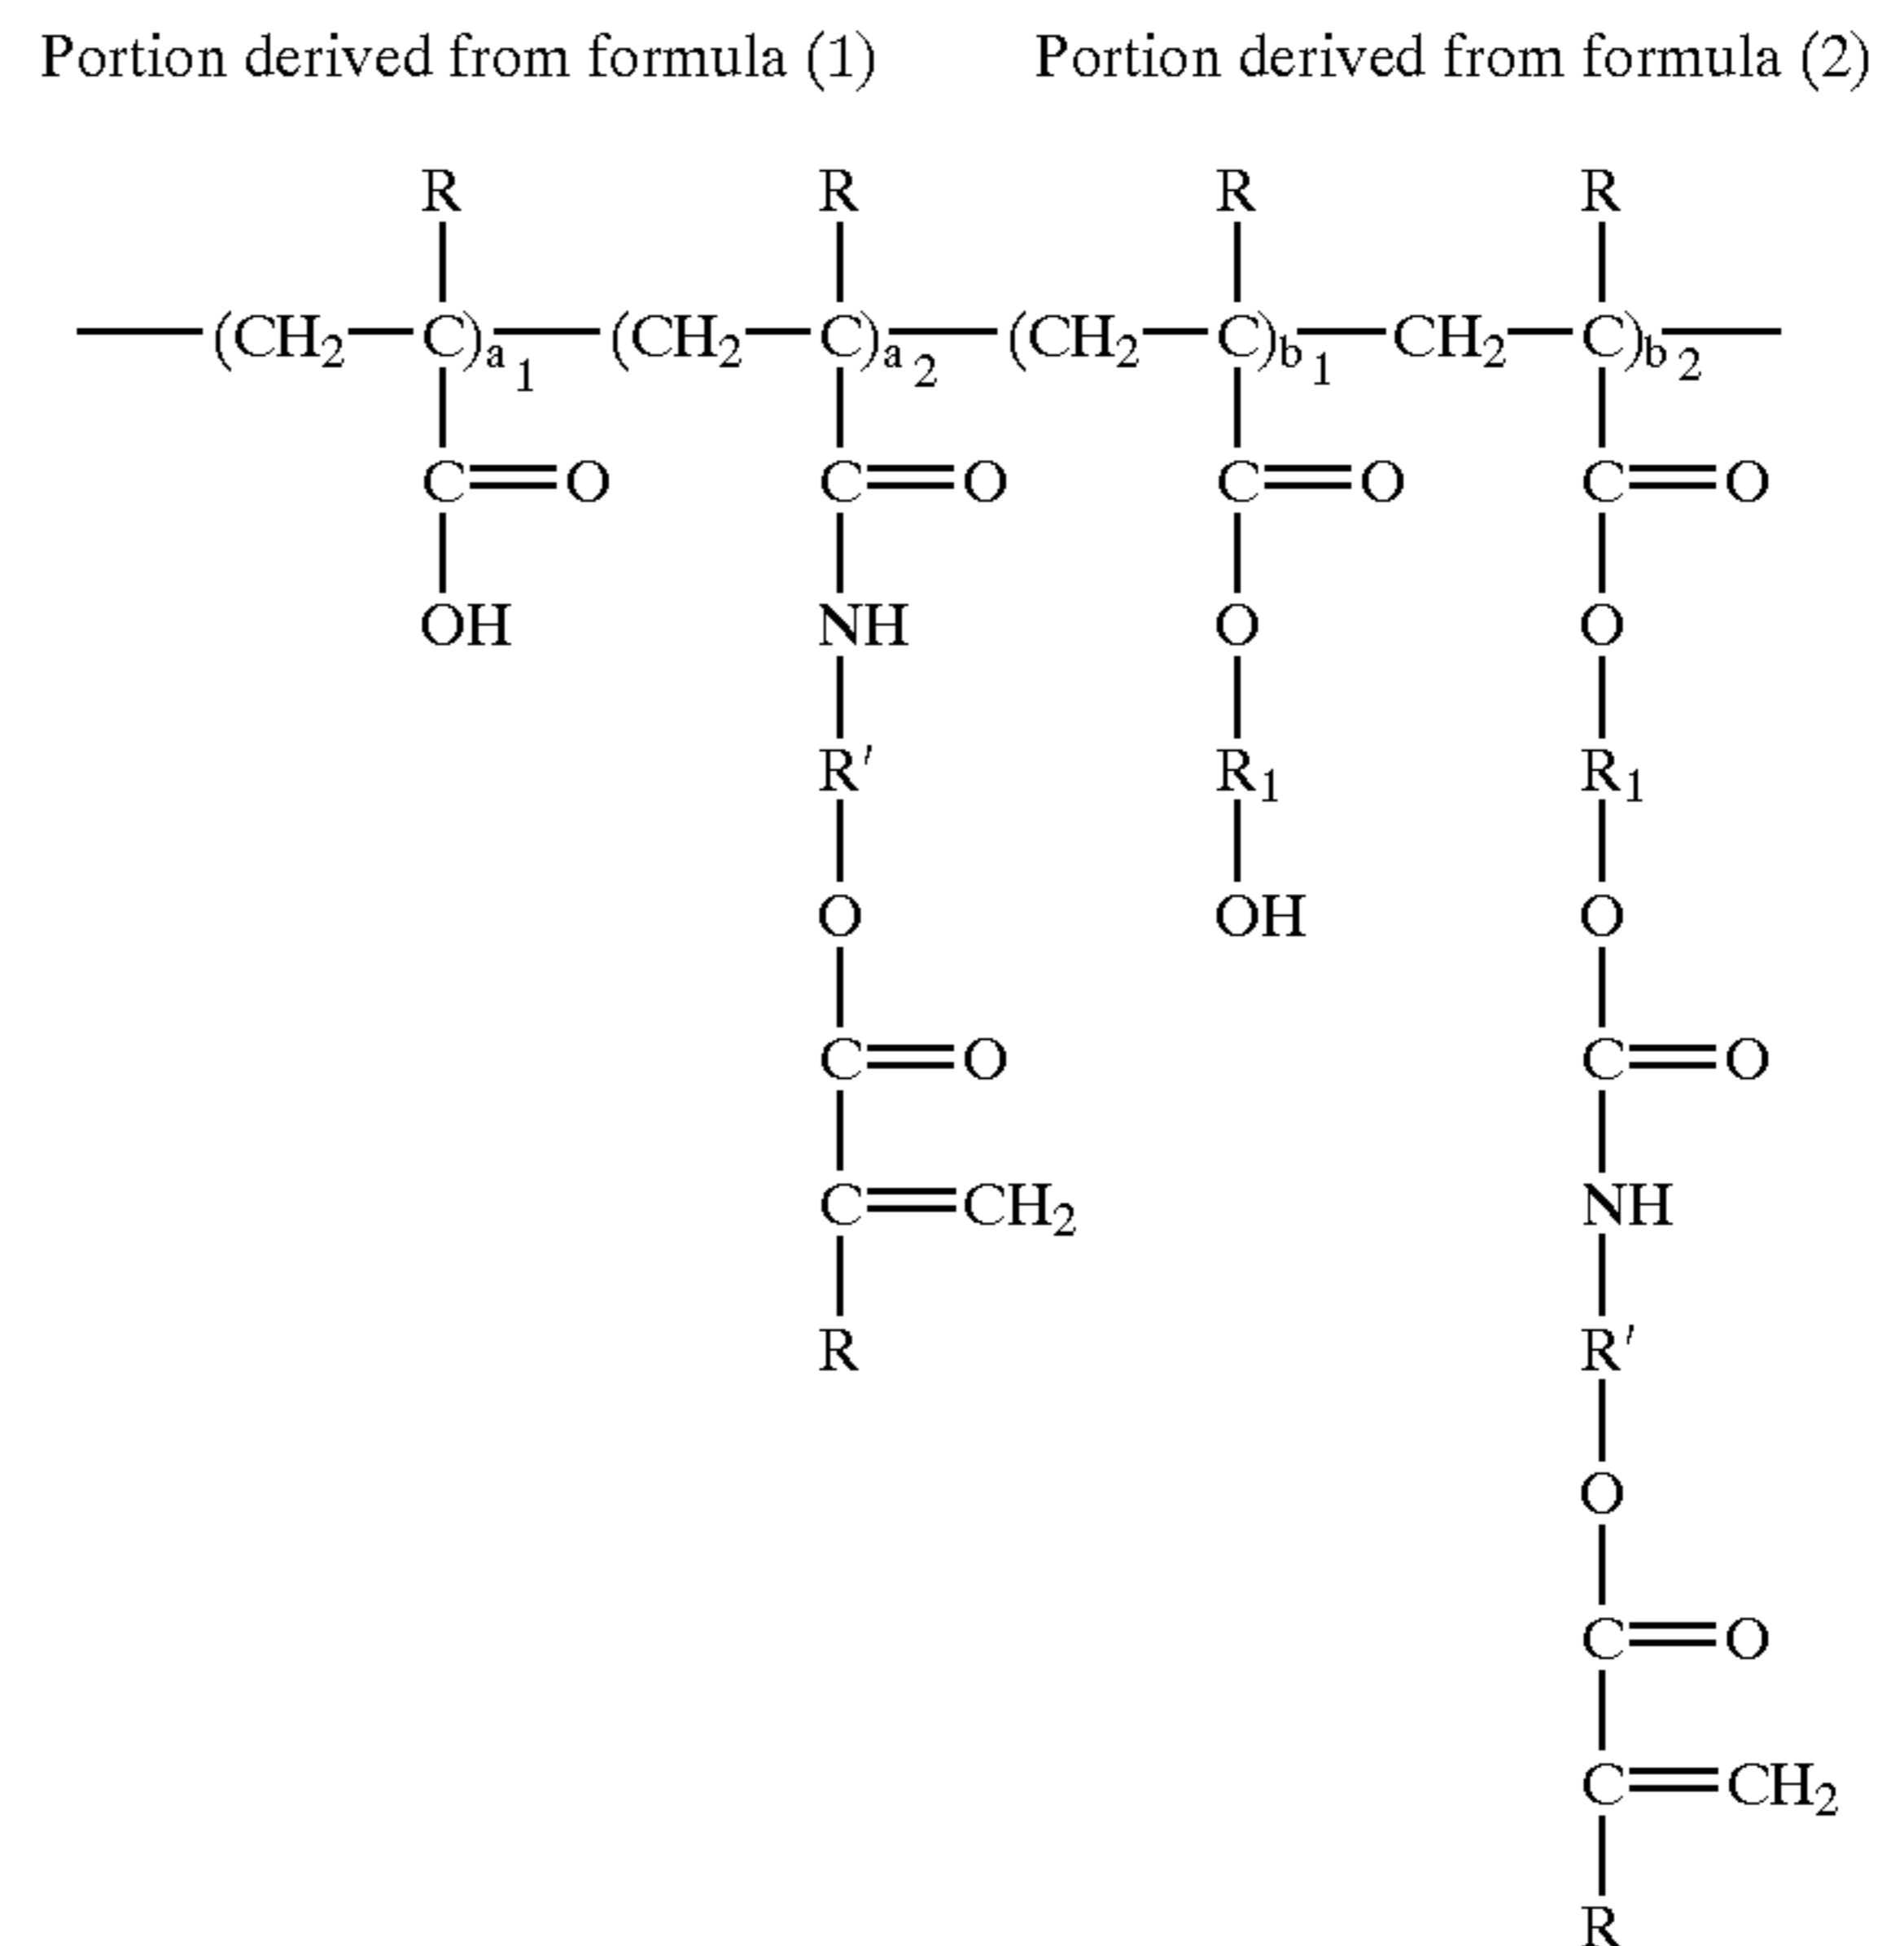 Portion derived from formula (1) Portion derived from formula (2)
R R R R
(CH2 C)a1 (CH2 C)a2 (CH2 C)b1 CH2 C)b2
C O C O C O C O
OH NH O O
R' R1 R1
O OH O
C O C O
C CH2 NH
R R'
O
C O
C CH2
R